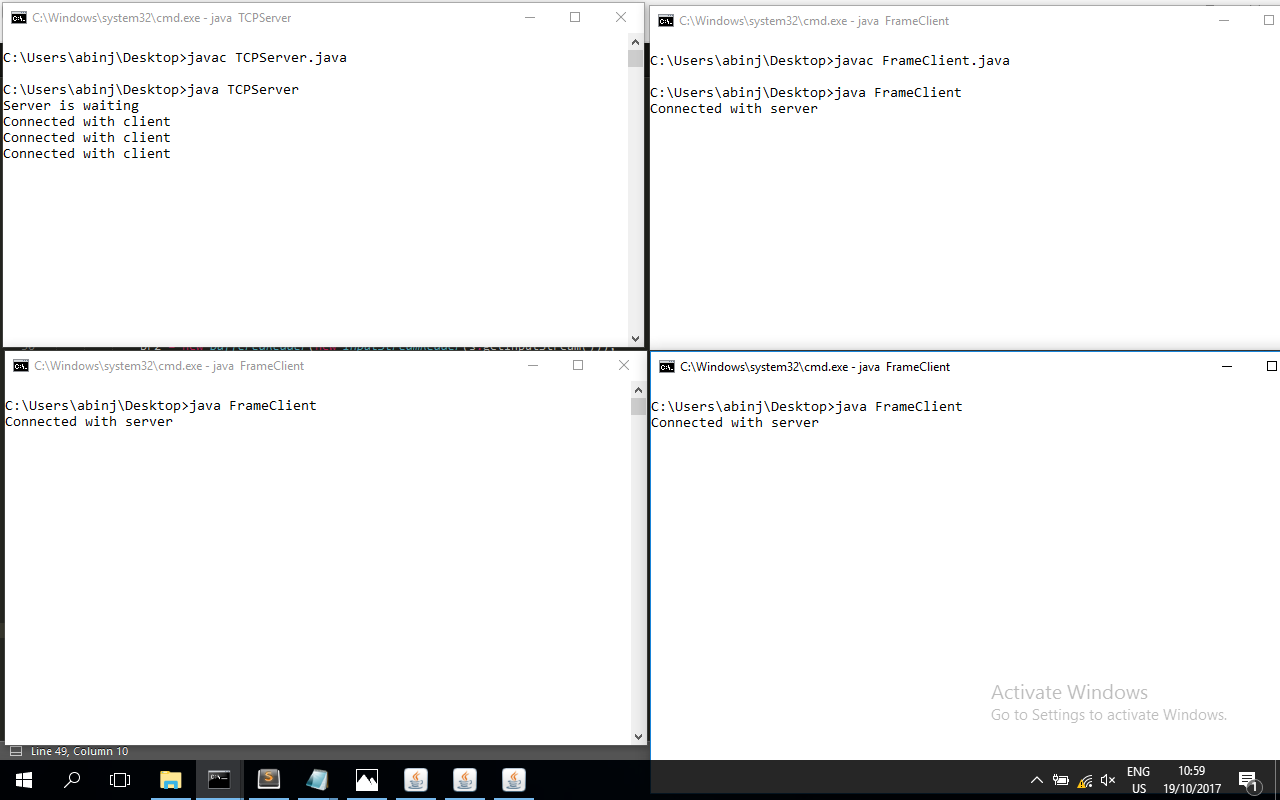 C:\Windows\system32\cmd.exe - java  TCPServer
C:\Users\abinj\Desktop>javac TCPServer.java
C:\Users\abinj\Desktop>java TCPServer
Server is waiting
Connected with client
Connected with client
Connected with client
C:\Windows\system32\cmd.exe - java  FrameClient
C:\Users\abinj\Desktop>javac FrameClient.java
C:\Users\abinj\Desktop>java FrameClient
Connected with server
C:\Windows\system32\cmd.exe - java  FrameClient
C:\Users\abinj\Desktop>java FrameClient
Connected with server
C:\Windows\system32\cmd.exe - java  FrameClient
C:\Users\abinj\Desktop>java FrameClient
Connected with server
Activate Windows
Go to Settings to activate Windows.
Line 49, Column 10
ENG
US
10:59
19/10/2017
1